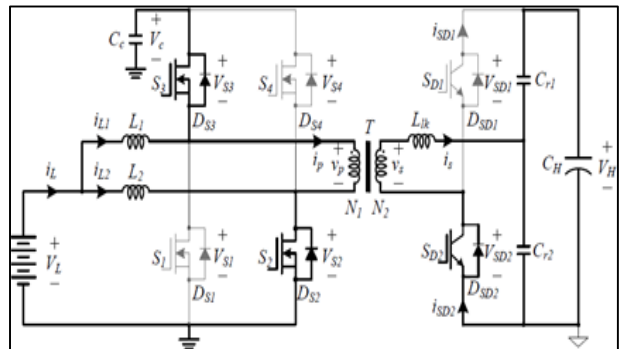 C_c + V_c −
S_3 + V_S3 − D_S3
S_4 + V_S4 − D_S4
i_SD1
S_D1 + V_SD1 − D_SD1
C_r1
i_L1 L_1
T
L_lk
i_p + v_p −
+ v_s − i_s
i_L
i_L2 L_2
N_1 N_2
C_H + V_H −
+ V_L −
S_1 + V_S1 − D_S1
S_2 + V_S2 − D_S2
S_D2 + V_SD2 − D_SD2
C_r2
i_SD2